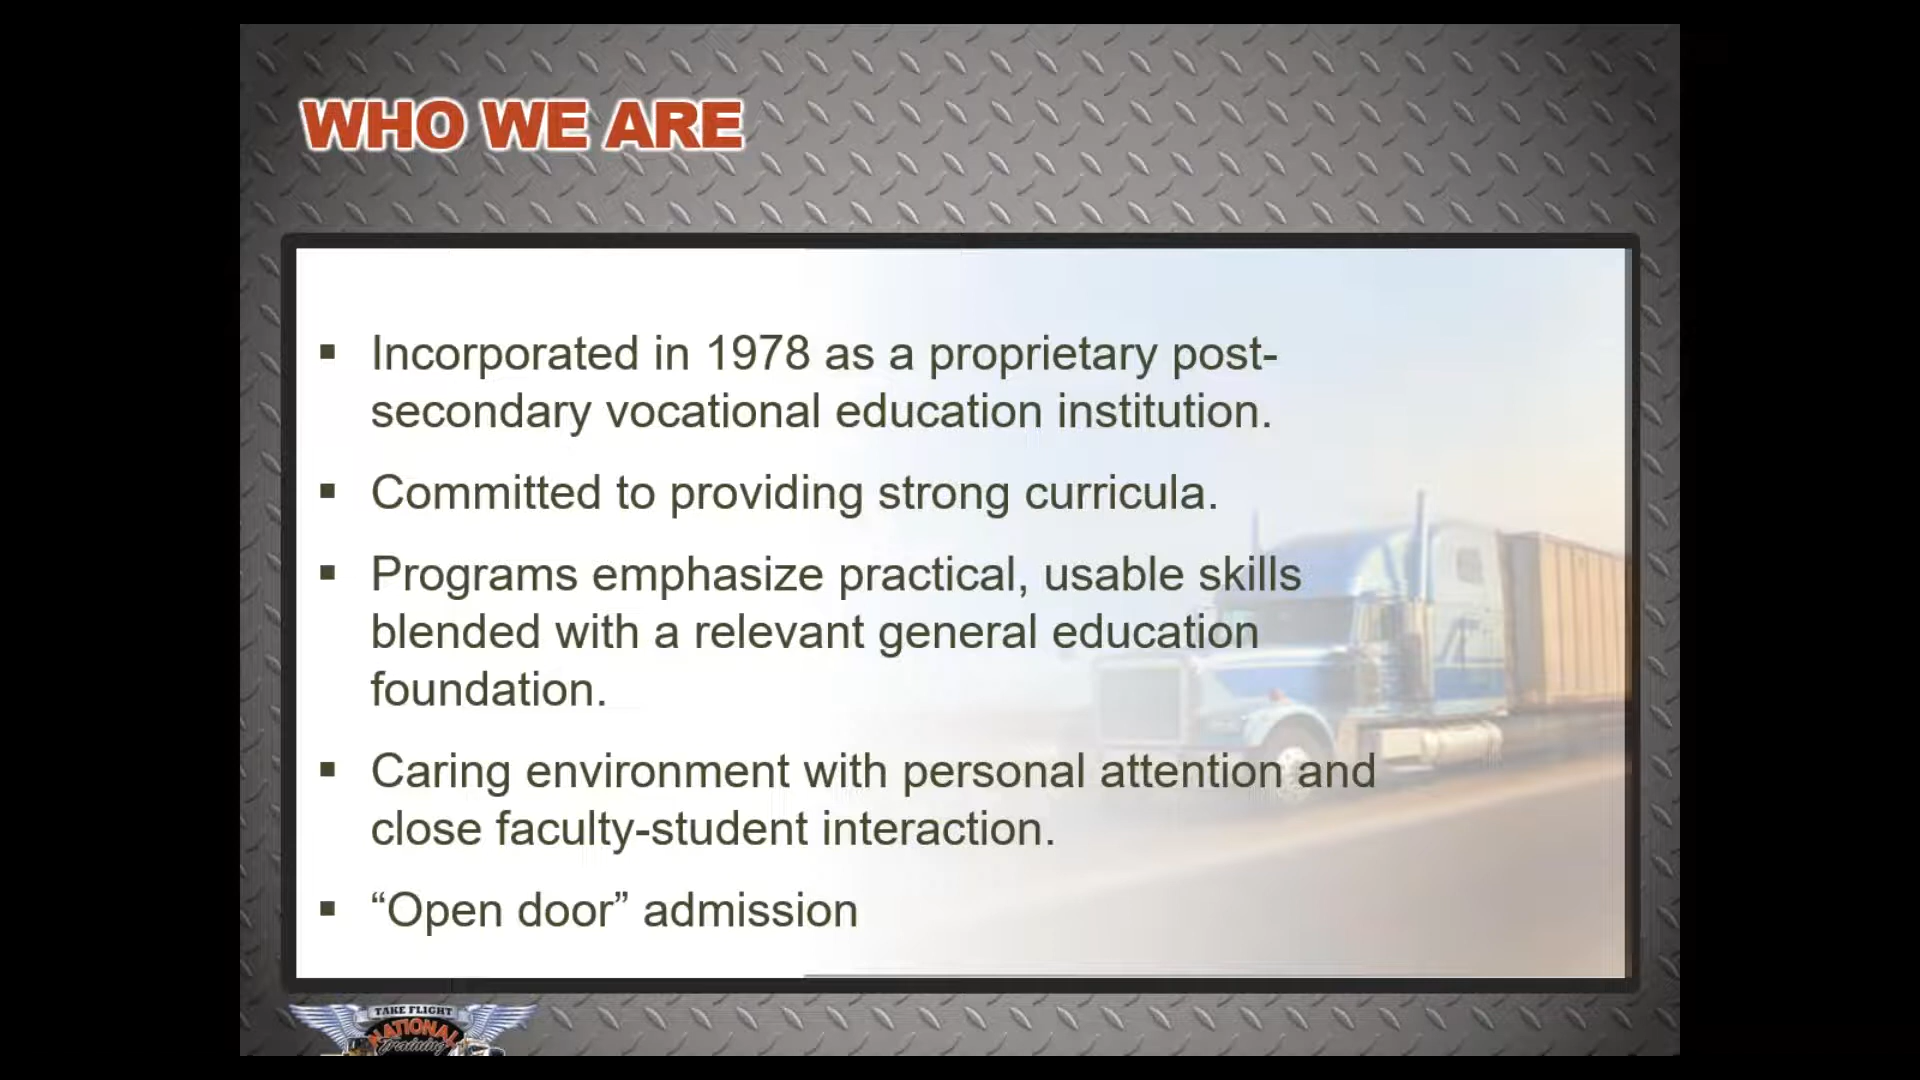 WHO WE ARE
▪ Incorporated in 1978 as a proprietary post-
secondary vocational education institution.
▪ Committed to providing strong curricula.
▪ Programs emphasize practical, usable skills
blended with a relevant general education
foundation.
▪ Caring environment with personal attention and
close faculty-student interaction.
▪ “Open door” admission
TAKE FLIGHT
NATIONAL
Training